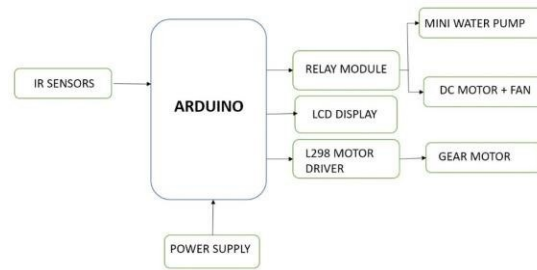 MINI WATER PUMP
IR SENSORS
ARDUINO
RELAY MODULE
DC MOTOR + FAN
LCD DISPLAY
L298 MOTOR
DRIVER
GEAR MOTOR
POWER SUPPLY